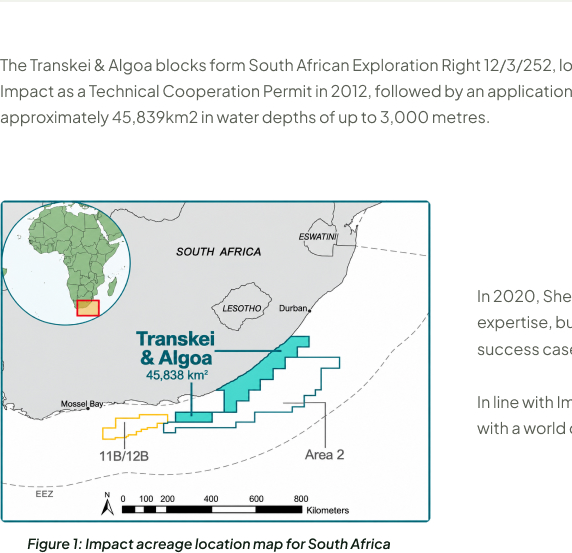 The Transkei & Algoa blocks form South African Exploration Right 12/3/252, lo
Impact as a Technical Cooperation Permit in 2012, followed by an application
approximately 45,839km2 in water depths of up to 3,000 metres.
ESWATINI
SOUTH AFRICA
LESOTHO
Durban
Transkei
& Algoa
45,838 km²
Mossel Bay
11B/12B
Area 2
EEZ
N
0 100 200 400 600 800
Kilometers
Figure 1: Impact acreage location map for South Africa
In 2020, She
expertise, bu
success case
In line with Im
with a world c